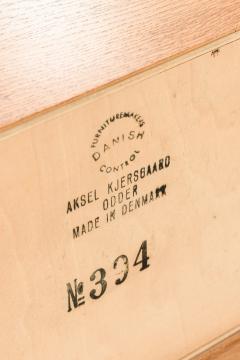 FURNITUREMAKERS
DANISH
CONTROL
AKSEL KJERSGAARD
ODDER
MADE IN DENMARK
№394